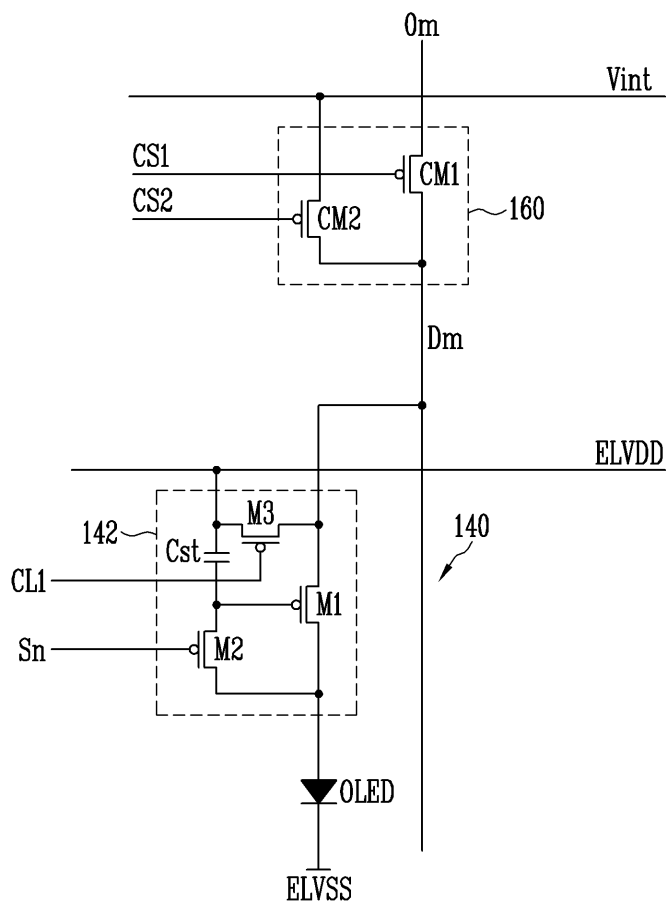 Om
Vint
CS1
CM1
CS2
CM2
160
Dm
ELVDD
M3
142
140
Cst
CL1
M1
Sn
M2
OLED
ELVSS